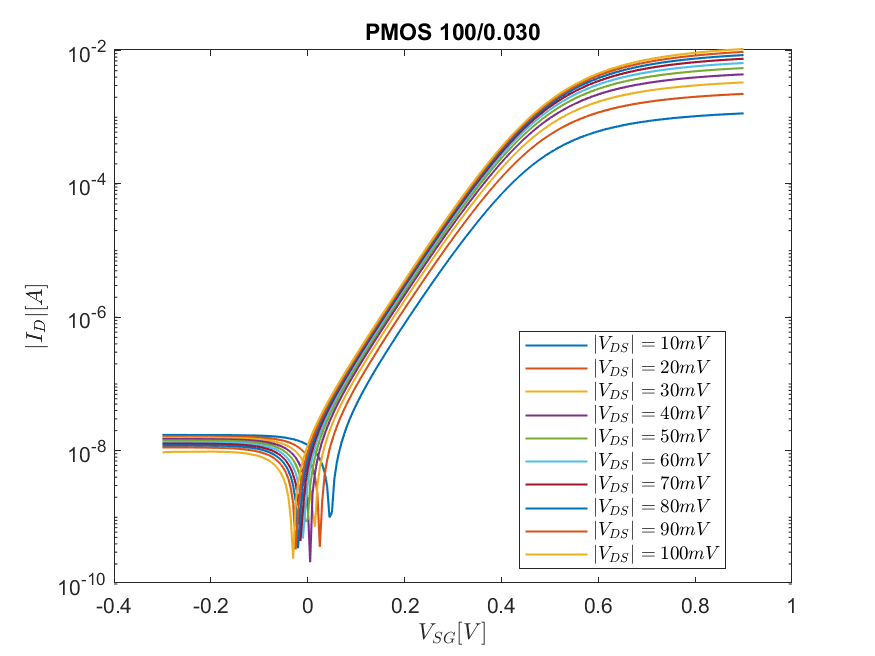 PMOS 100/0.030
|I_D|[A]
10^-2
10^-4
10^-6
10^-8
10^-10
|V_DS| = 10mV
|V_DS| = 20mV
|V_DS| = 30mV
|V_DS| = 40mV
|V_DS| = 50mV
|V_DS| = 60mV
|V_DS| = 70mV
|V_DS| = 80mV
|V_DS| = 90mV
|V_DS| = 100mV
-0.4 -0.2 0 0.2 0.4 0.6 0.8 1
V_SG[V]